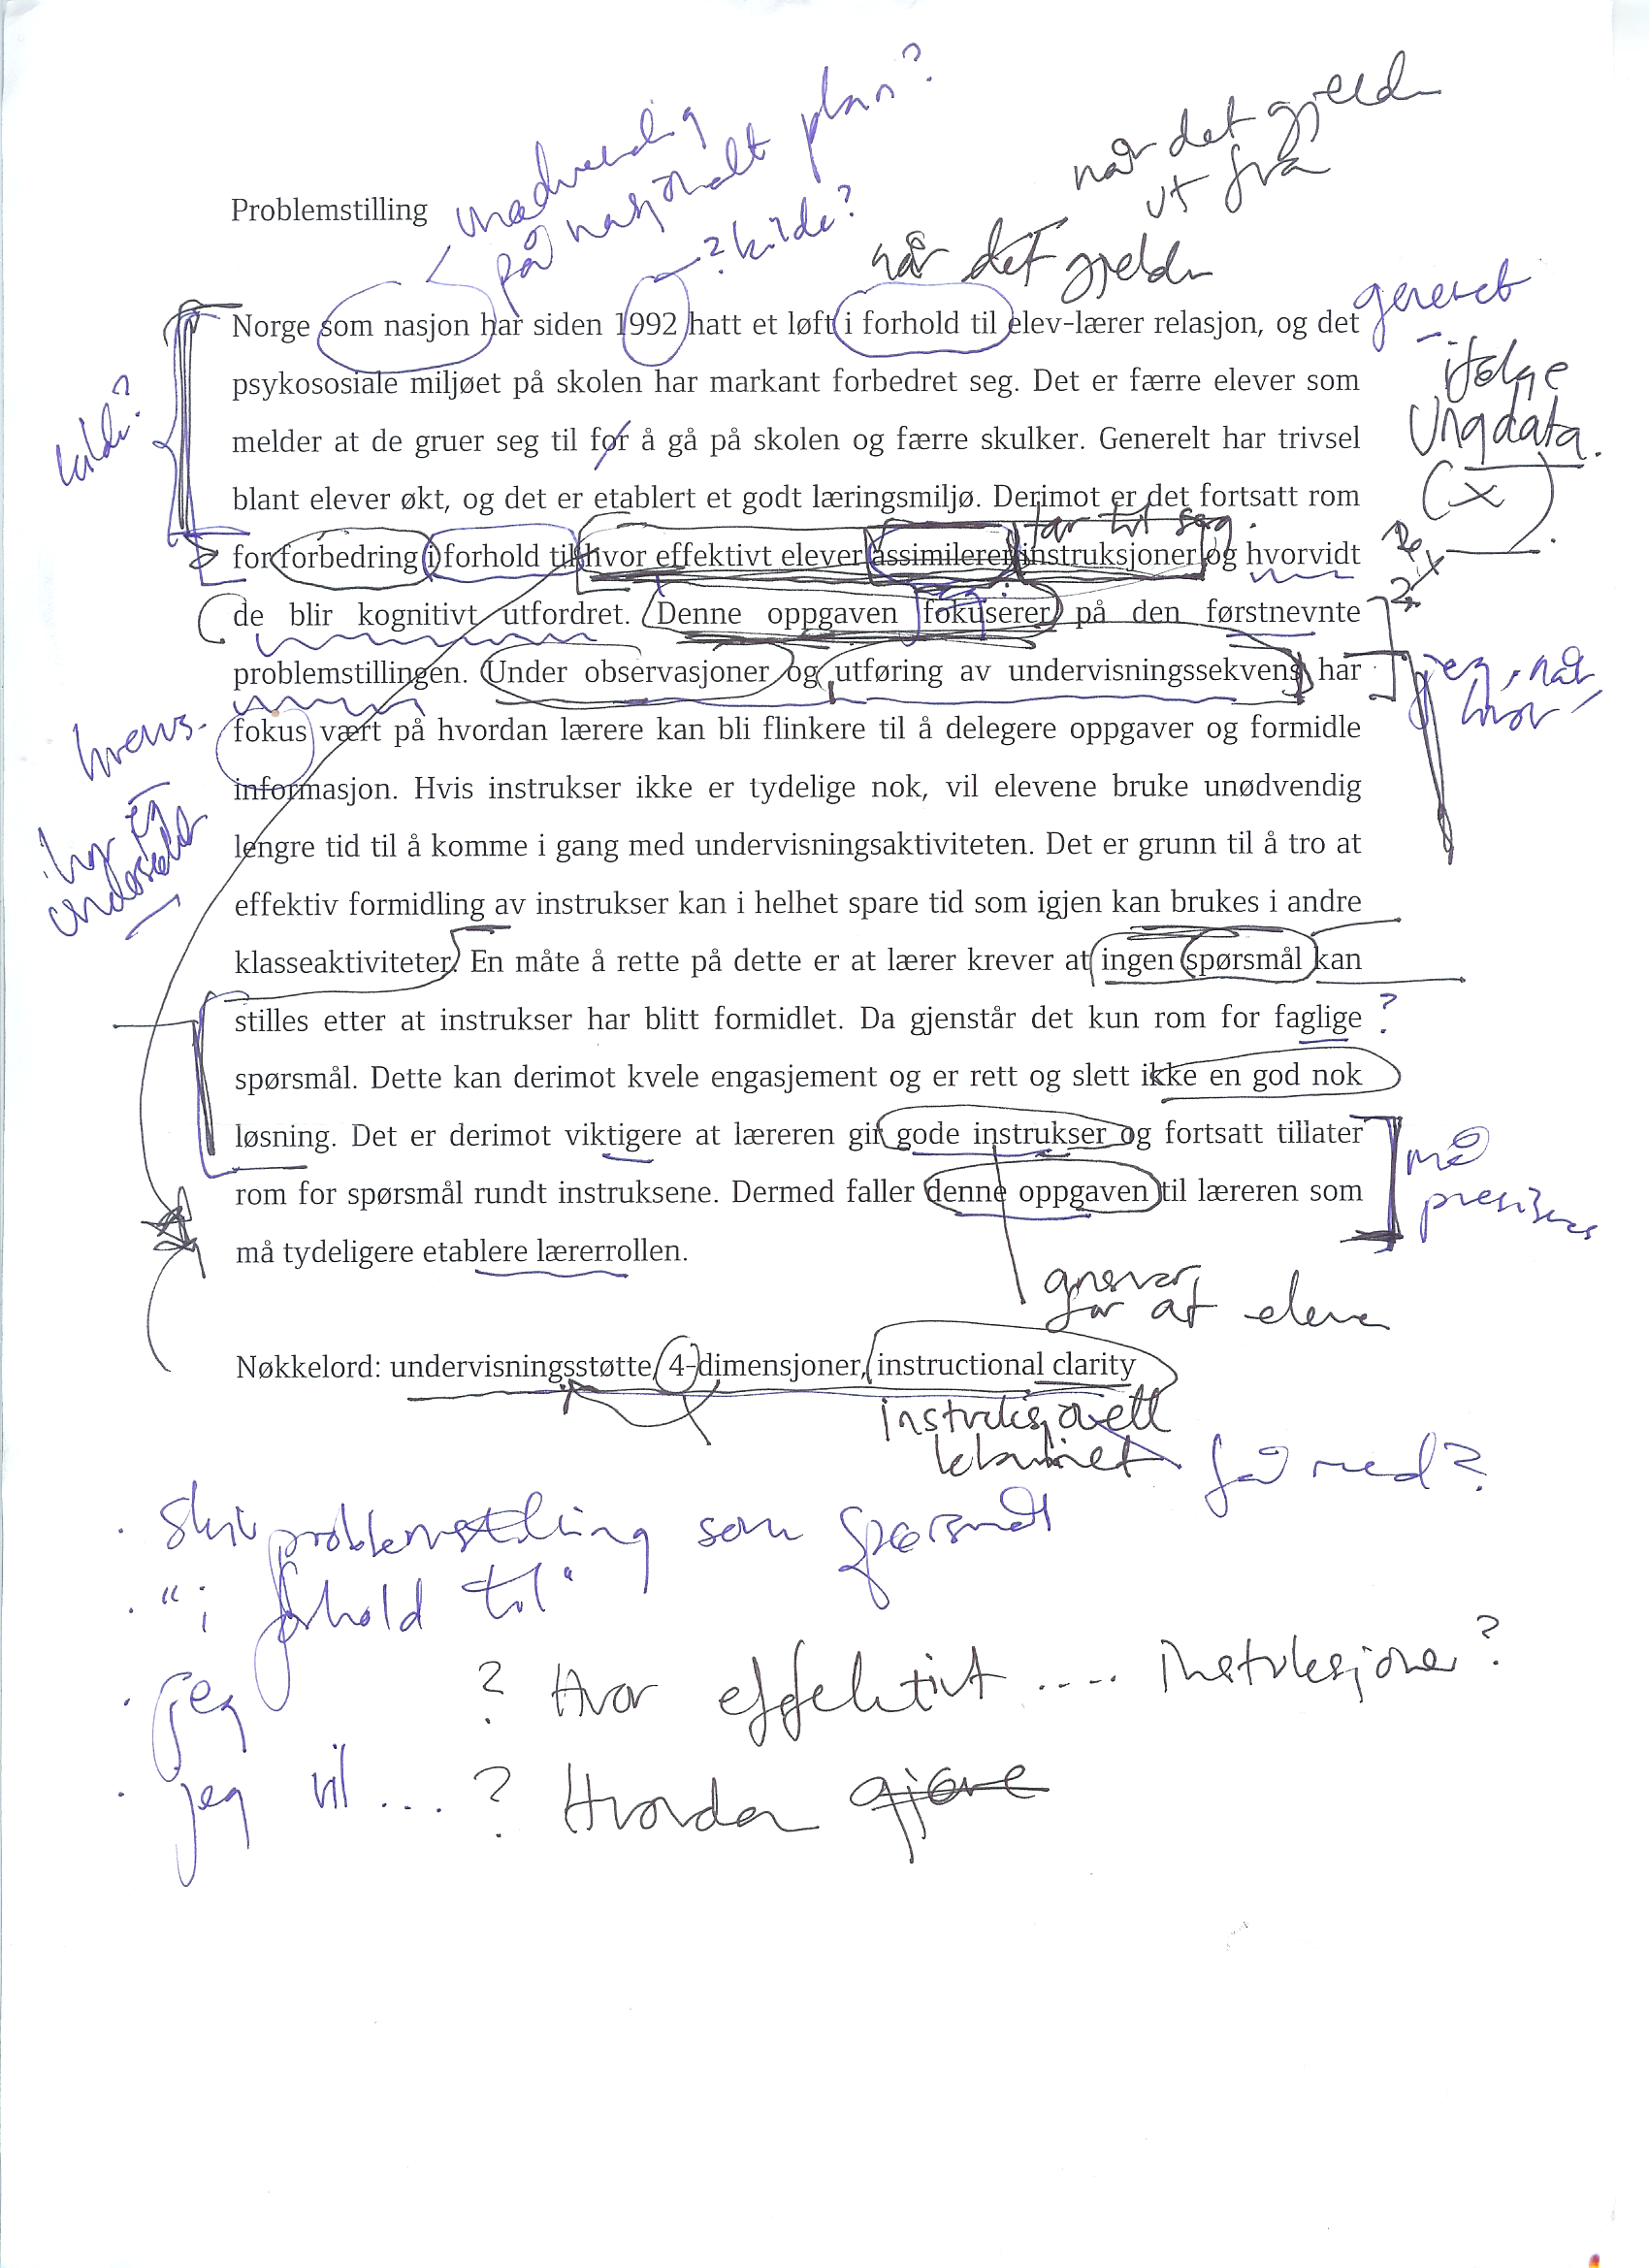 nødvendig
på nasjonalt plan?
når det gjelder
ut fra
Problemstilling
? kilde?
når det gjelder
generelt
Norge som nasjon har siden 1992 hatt et løft i forhold til elev-lærer relasjon, og det
ifølge
psykososiale miljøet på skolen har markant forbedret seg. Det er færre elever som
Ungdata.
kilde?
melder at de gruer seg til for å gå på skolen og færre skulker. Generelt har trivsel
(x)
blant elever økt, og det er etablert et godt læringsmiljø. Derimot er det fortsatt rom
tar til seg.
for forbedring i forhold til hvor effektivt elever assimilerer instruksjoner og hvorvidt
de blir kognitivt utfordret. Denne oppgaven fokuserer på den førstnevnte
problemstillingen. Under observasjoner og utføring av undervisningssekvens har
jeg, når
hvor
fokus vært på hvordan lærere kan bli flinkere til å delegere oppgaver og formidle
informasjon. Hvis instrukser ikke er tydelige nok, vil elevene bruke unødvendig
har jeg
lengre tid til å komme i gang med undervisningsaktiviteten. Det er grunn til å tro at
effektiv formidling av instrukser kan i helhet spare tid som igjen kan brukes i andre
klasseaktiviteter. En måte å rette på dette er at lærer krever at ingen spørsmål kan
stilles etter at instrukser har blitt formidlet. Da gjenstår det kun rom for faglige ?
spørsmål. Dette kan derimot kvele engasjement og er rett og slett ikke en god nok
løsning. Det er derimot viktigere at læreren gir gode instrukser og fortsatt tillater
må
presiseres
rom for spørsmål rundt instruksene. Dermed faller denne oppgaven til læreren som
må tydeligere etablere lærerrollen.
ansvar
for at eleve
Nøkkelord: undervisningsstøtte, 4-dimensjoner, instructional clarity
instruksjonell
klarhet
få med?
· Skriv problemstilling som spørsmål
· "i forhold til"
· jeg
? Hvor effektivt .... instruksjoner?
· jeg vil ...
? Hvordan gjøre